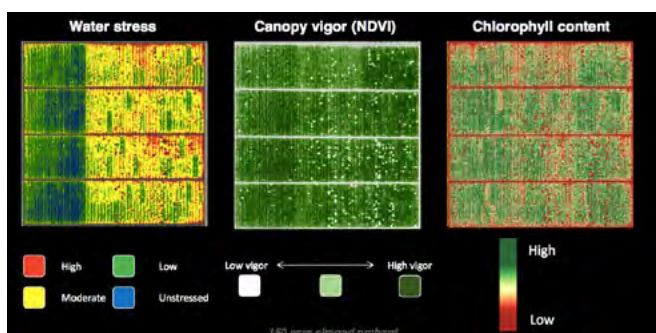 Water stress
Canopy vigor (NDVI)
Chlorophyll content
High
Low
Moderate
Unstressed
Low vigor
High vigor
High
Low